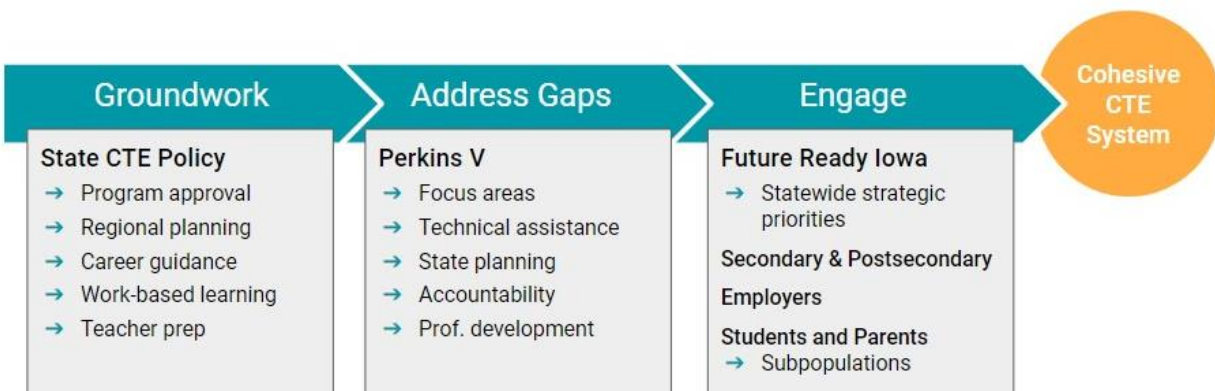 Groundwork
State CTE Policy
→ Program approval
→ Regional planning
→ Career guidance
→ Work-based learning
→ Teacher prep
Address Gaps
Perkins V
→ Focus areas
→ Technical assistance
→ State planning
→ Accountability
→ Prof. development
Engage
Future Ready Iowa
→ Statewide strategic
priorities
Secondary & Postsecondary
Employers
Students and Parents
→ Subpopulations
Cohesive
CTE
System